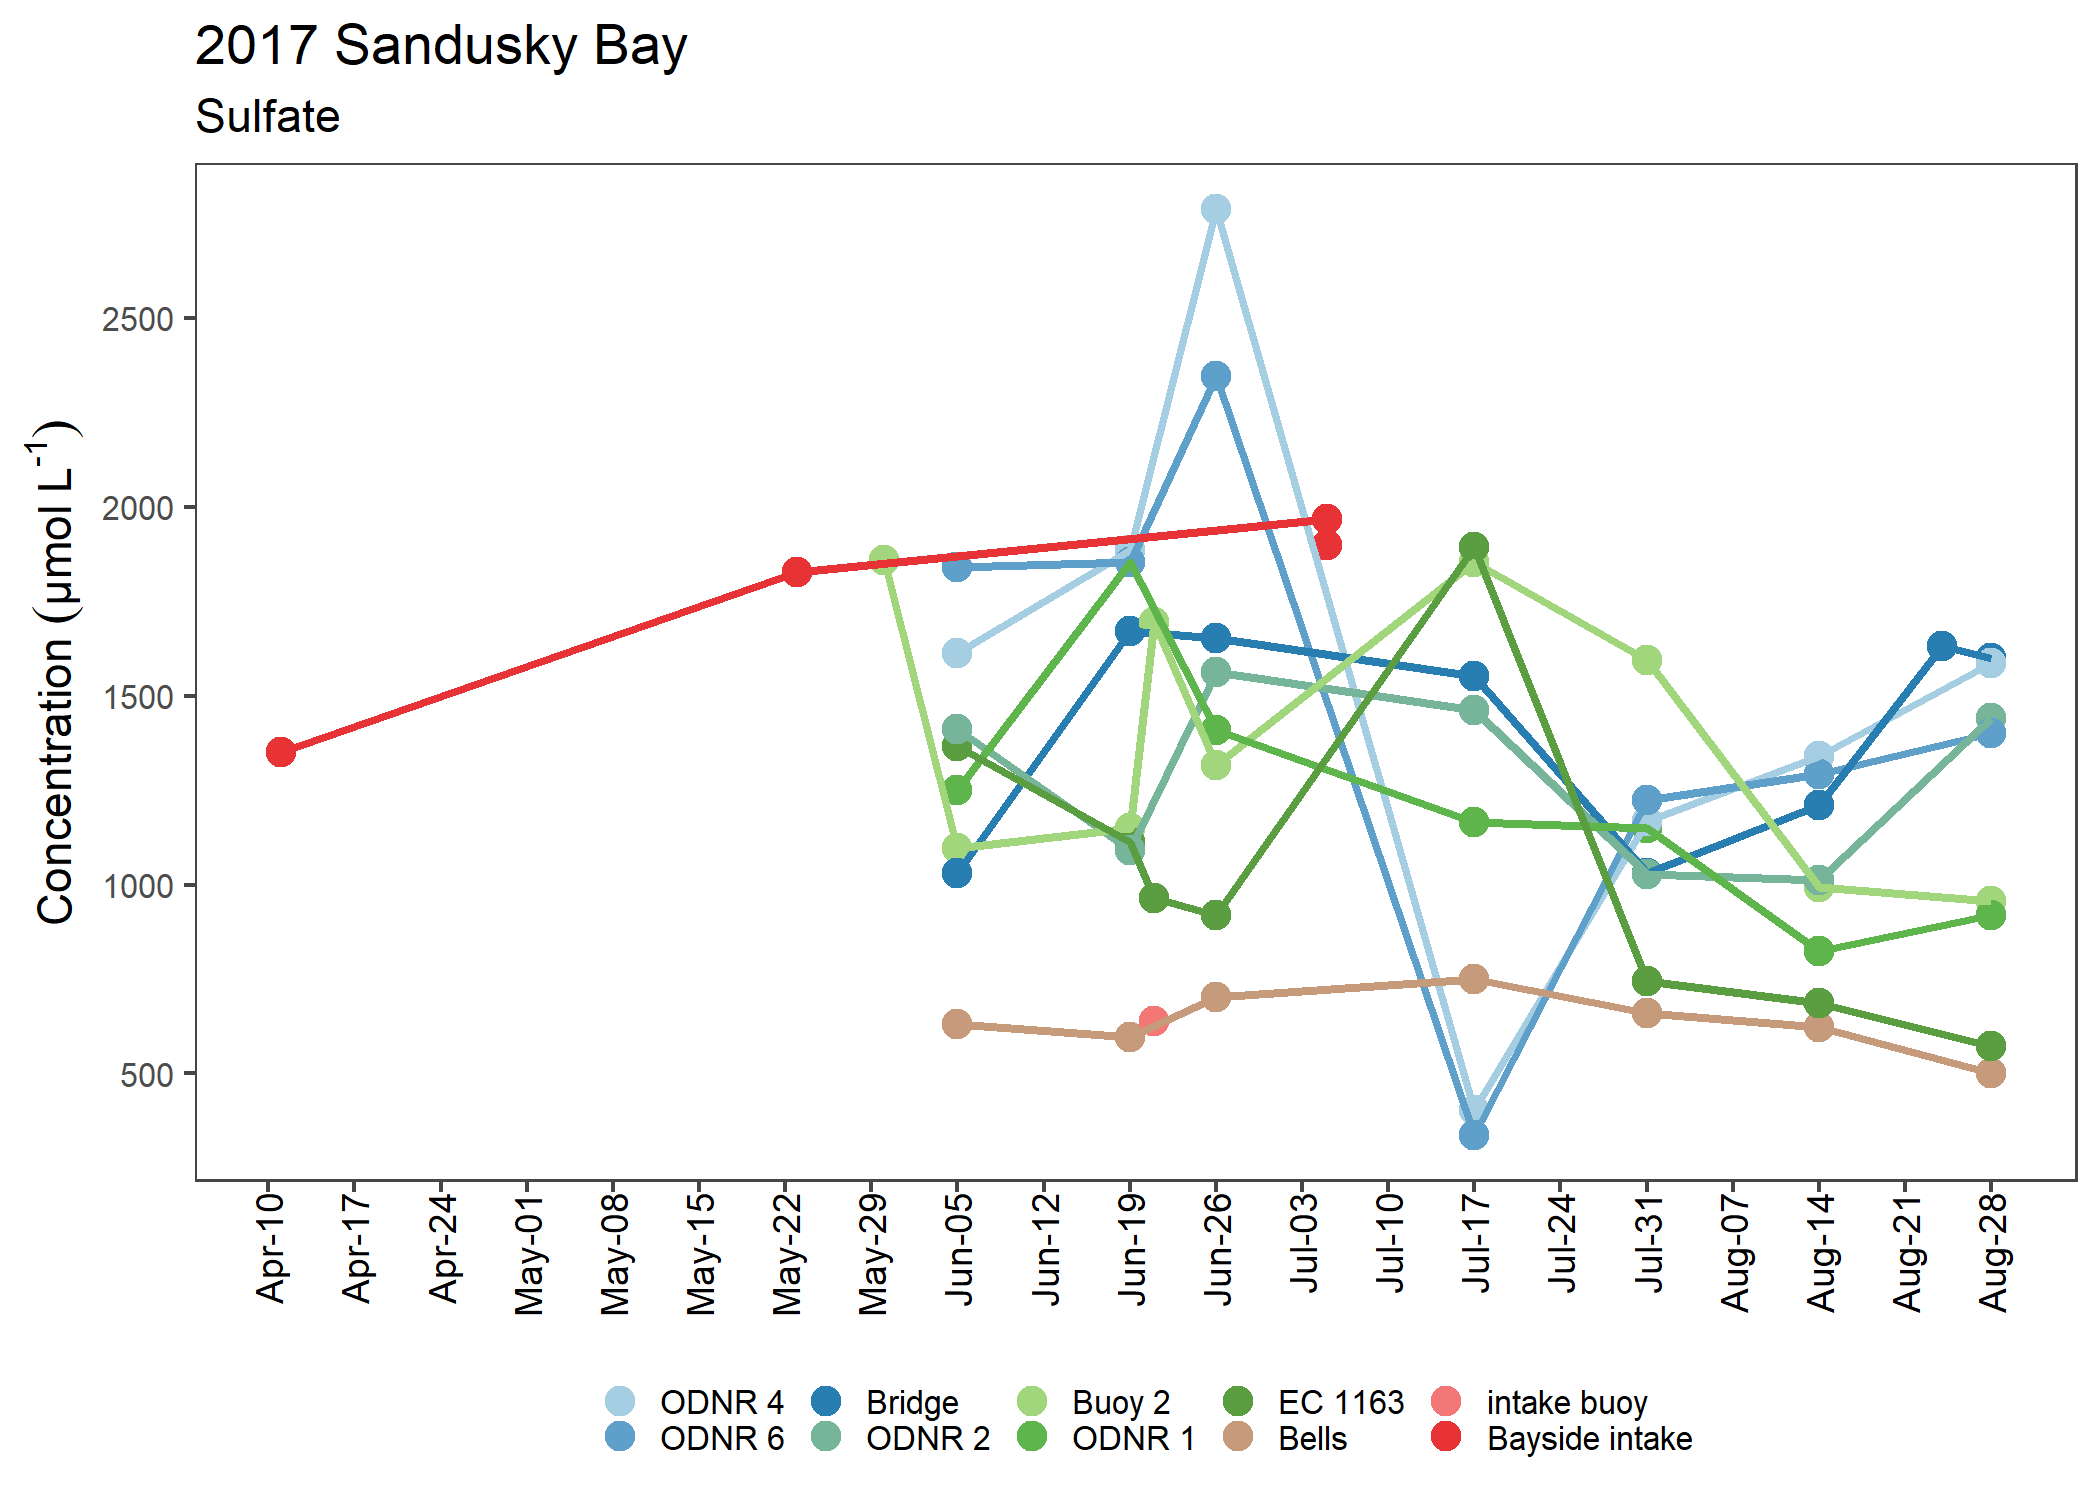 2017 Sandusky Bay
Sulfate
Concentration (µmol L⁻¹)
2500
2000
1500
1000
500
Apr-10
Apr-17
Apr-24
May-01
May-08
May-15
May-22
May-29
Jun-05
Jun-12
Jun-19
Jun-26
Jul-03
Jul-10
Jul-17
Jul-24
Jul-31
Aug-07
Aug-14
Aug-21
Aug-28
ODNR 4 Bridge Buoy 2 EC 1163 intake buoy
ODNR 6 ODNR 2 ODNR 1 Bells Bayside intake